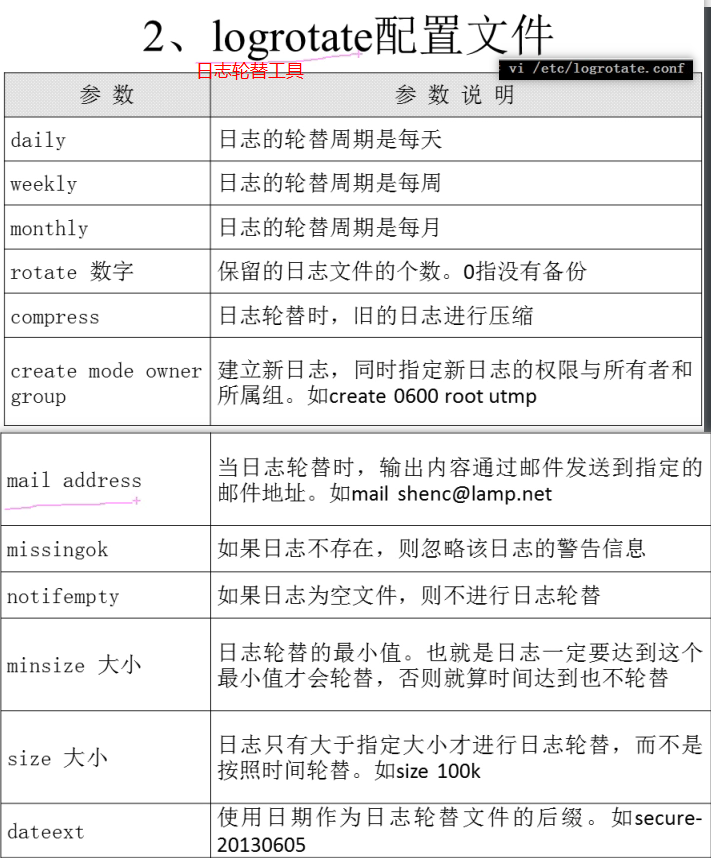 2、logrotate配置文件
日志轮替工具
vi /etc/logrotate.conf
参 数 参 数 说 明
daily 日志的轮替周期是每天
weekly 日志的轮替周期是每周
monthly 日志的轮替周期是每月
rotate 数字 保留的日志文件的个数。0指没有备份
compress 日志轮替时，旧的日志进行压缩
create mode owner
group
建立新日志，同时指定新日志的权限与所有者和
所属组。如create 0600 root utmp
mail address
当日志轮替时，输出内容通过邮件发送到指定的
邮件地址。如mail shenc@lamp.net
missingok 如果日志不存在，则忽略该日志的警告信息
notifempty 如果日志为空文件，则不进行日志轮替
minsize 大小
日志轮替的最小值。也就是日志一定要达到这个
最小值才会轮替，否则就算时间达到也不轮替
size 大小
日志只有大于指定大小才进行日志轮替，而不是
按照时间轮替。如size 100k
dateext
使用日期作为日志轮替文件的后缀。如secure-
20130605